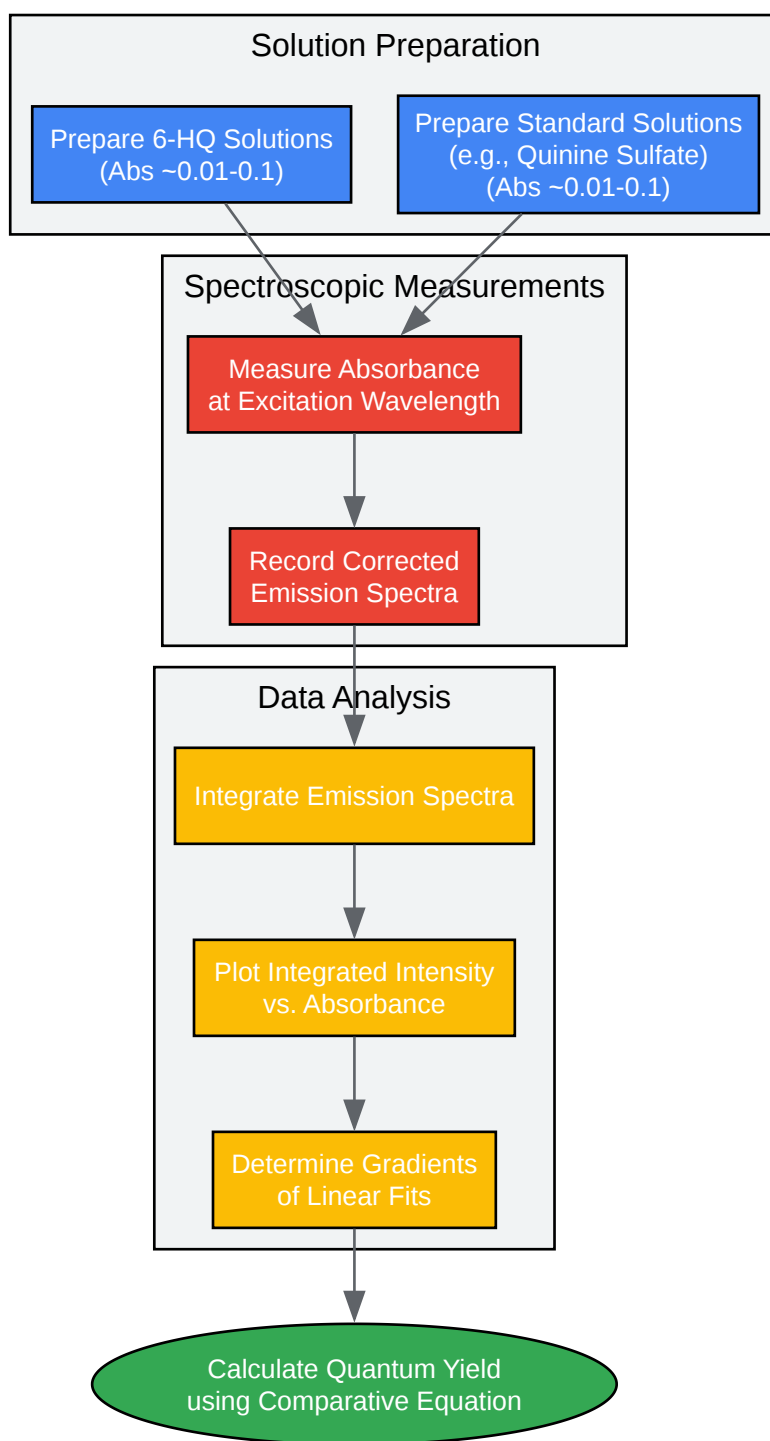 Solution Preparation
Prepare 6-HQ Solutions
(Abs ~0.01-0.1)
Prepare Standard Solutions
(e.g., Quinine Sulfate)
(Abs ~0.01-0.1)
Spectroscopic Measurements
Measure Absorbance
at Excitation Wavelength
Record Corrected
Emission Spectra
Data Analysis
Integrate Emission Spectra
Plot Integrated Intensity
vs. Absorbance
Determine Gradients
of Linear Fits
Calculate Quantum Yield
using Comparative Equation